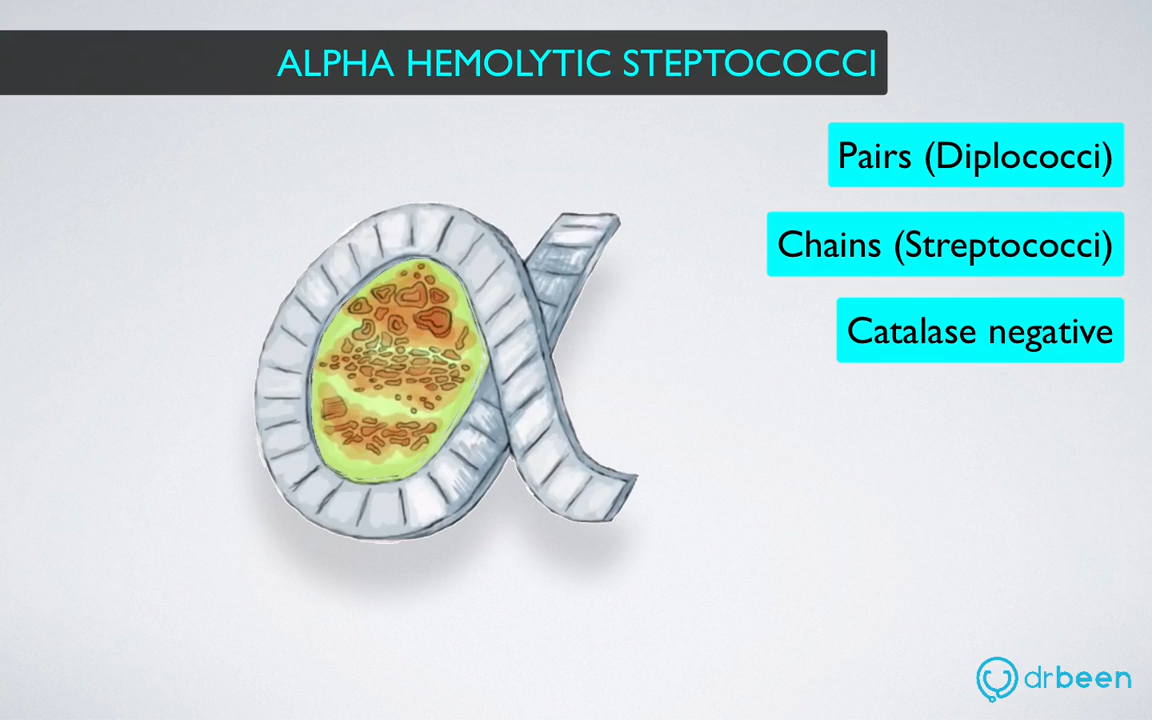 ALPHA HEMOLYTIC STEPTOCOCCI
Pairs (Diplococci)
Chains (Streptococci)
Catalase negative
drbeen